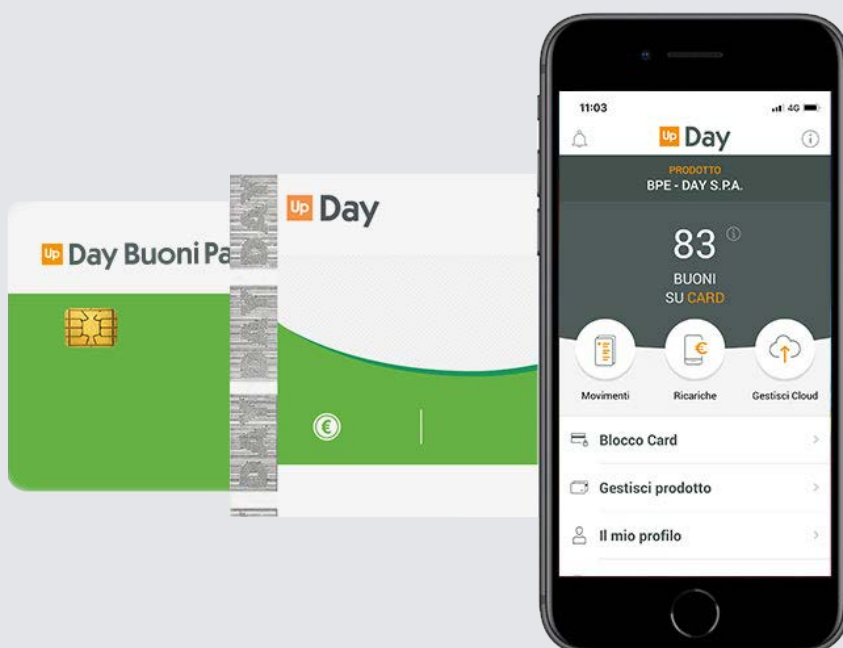 Up Day Buoni Pa
DAY
DAY
DAY
Up Day
11:03
4G
Up Day
PRODOTTO
BPE - DAY S.P.A.
83
BUONI
SU CARD
Movimenti
Ricariche
Gestisci Cloud
Blocco Card
Gestisci prodotto
Il mio profilo